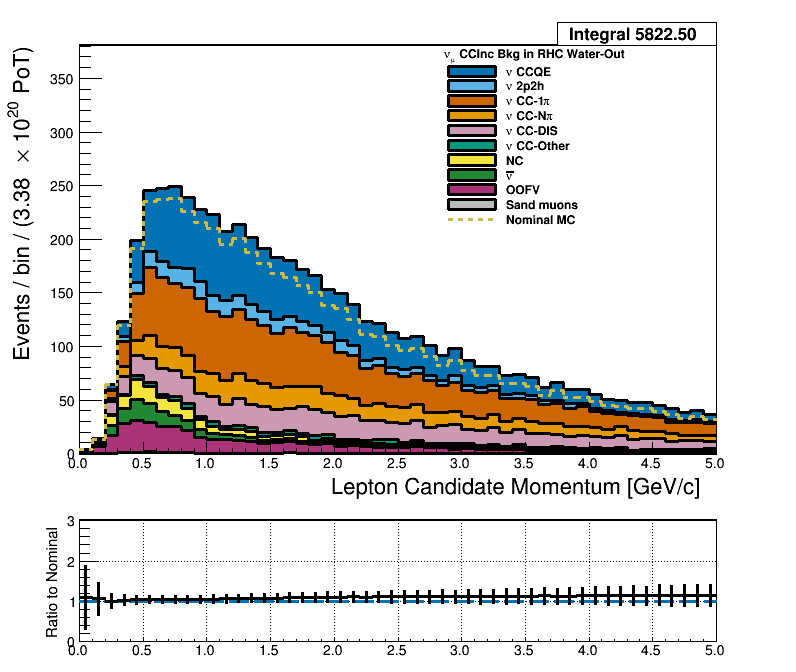 Integral 5822.50
νμ CCInc Bkg in RHC Water-Out
ν CCQE
ν 2p2h
ν CC-1π
ν CC-Nπ
ν CC-DIS
ν CC-Other
NC
ν̅
OOFV
Sand muons
Nominal MC
Events / bin / (3.38 × 10²⁰ PoT)
350
300
250
200
150
100
50
0
0.0 0.5 1.0 1.5 2.0 2.5 3.0 3.5 4.0 4.5 5.0
Lepton Candidate Momentum [GeV/c]
Ratio to Nominal
3
2
1
0
0.0 0.5 1.0 1.5 2.0 2.5 3.0 3.5 4.0 4.5 5.0